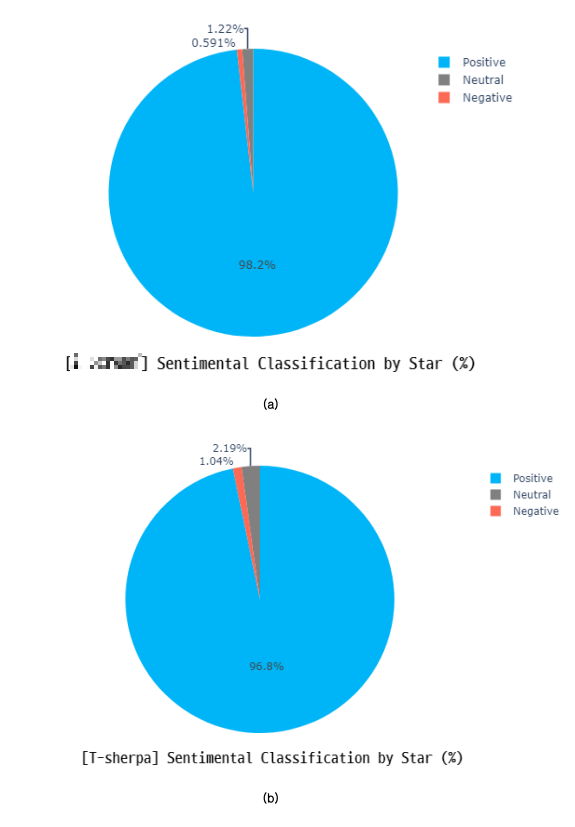 1.22%
0.591%
Positive
Neutral
Negative
98.2%
[ ] Sentimental Classification by Star (%)
(a)
2.19%
1.04%
Positive
Neutral
Negative
96.8%
[T-sherpa] Sentimental Classification by Star (%)
(b)